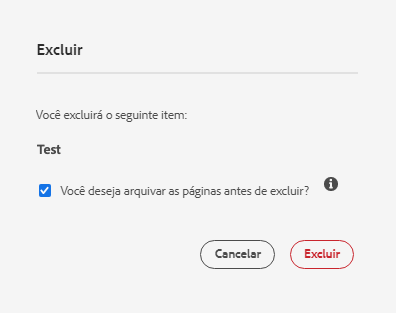 Excluir
Você excluirá o seguinte item:
Test
Você deseja arquivar as páginas antes de excluir?
Cancelar
Excluir